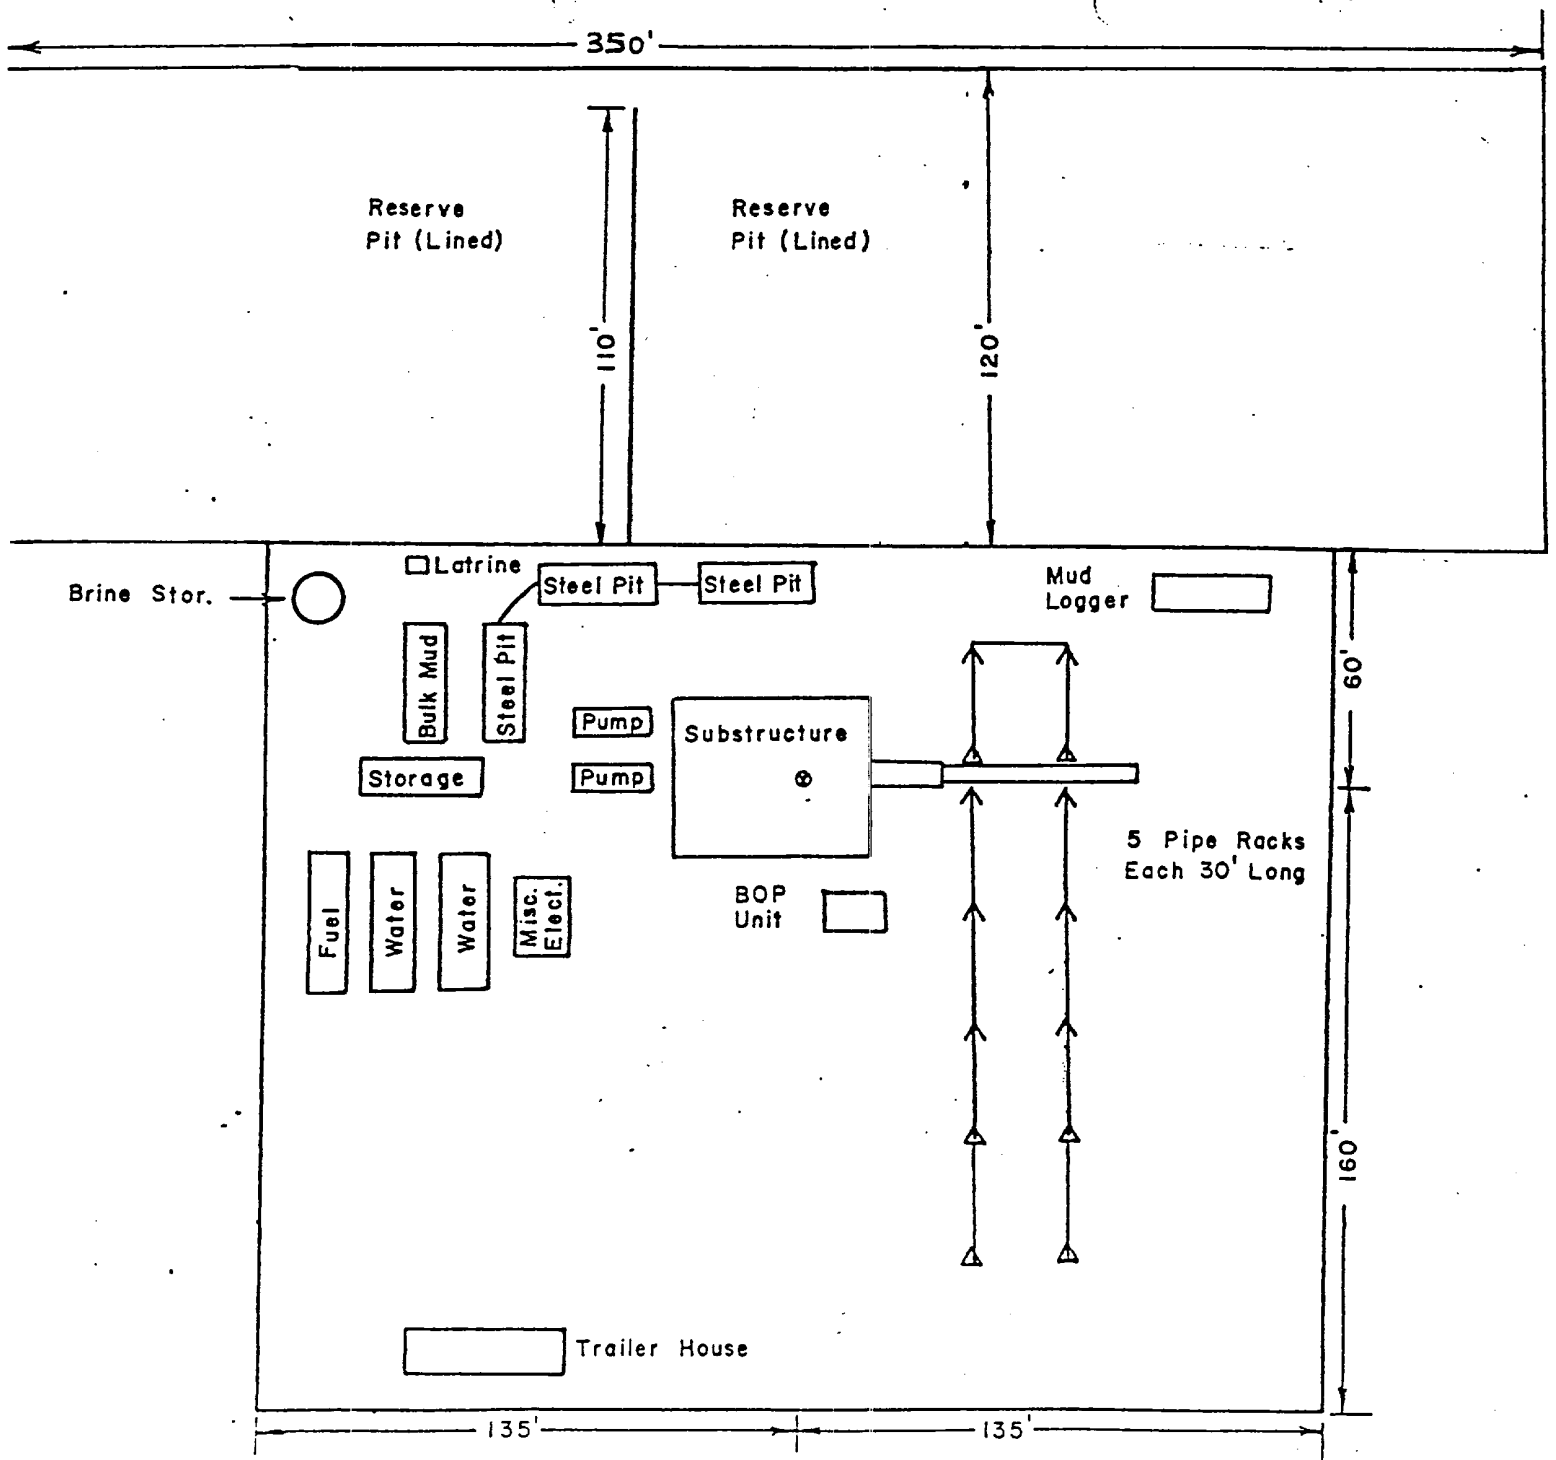 350'
Reserve
Pit (Lined)
Reserve
Pit (Lined)
110'
120'
Latrine
Steel Pit
Steel Pit
Mud
Logger
Brine Stor.
Bulk Mud
Steel Pit
60'
Pump
Substructure
Storage
Pump
5 Pipe Racks
Each 30' Long
Fuel
Water
Water
Misc.
Elect.
BOP
Unit
160'
Trailer House
135'
135'